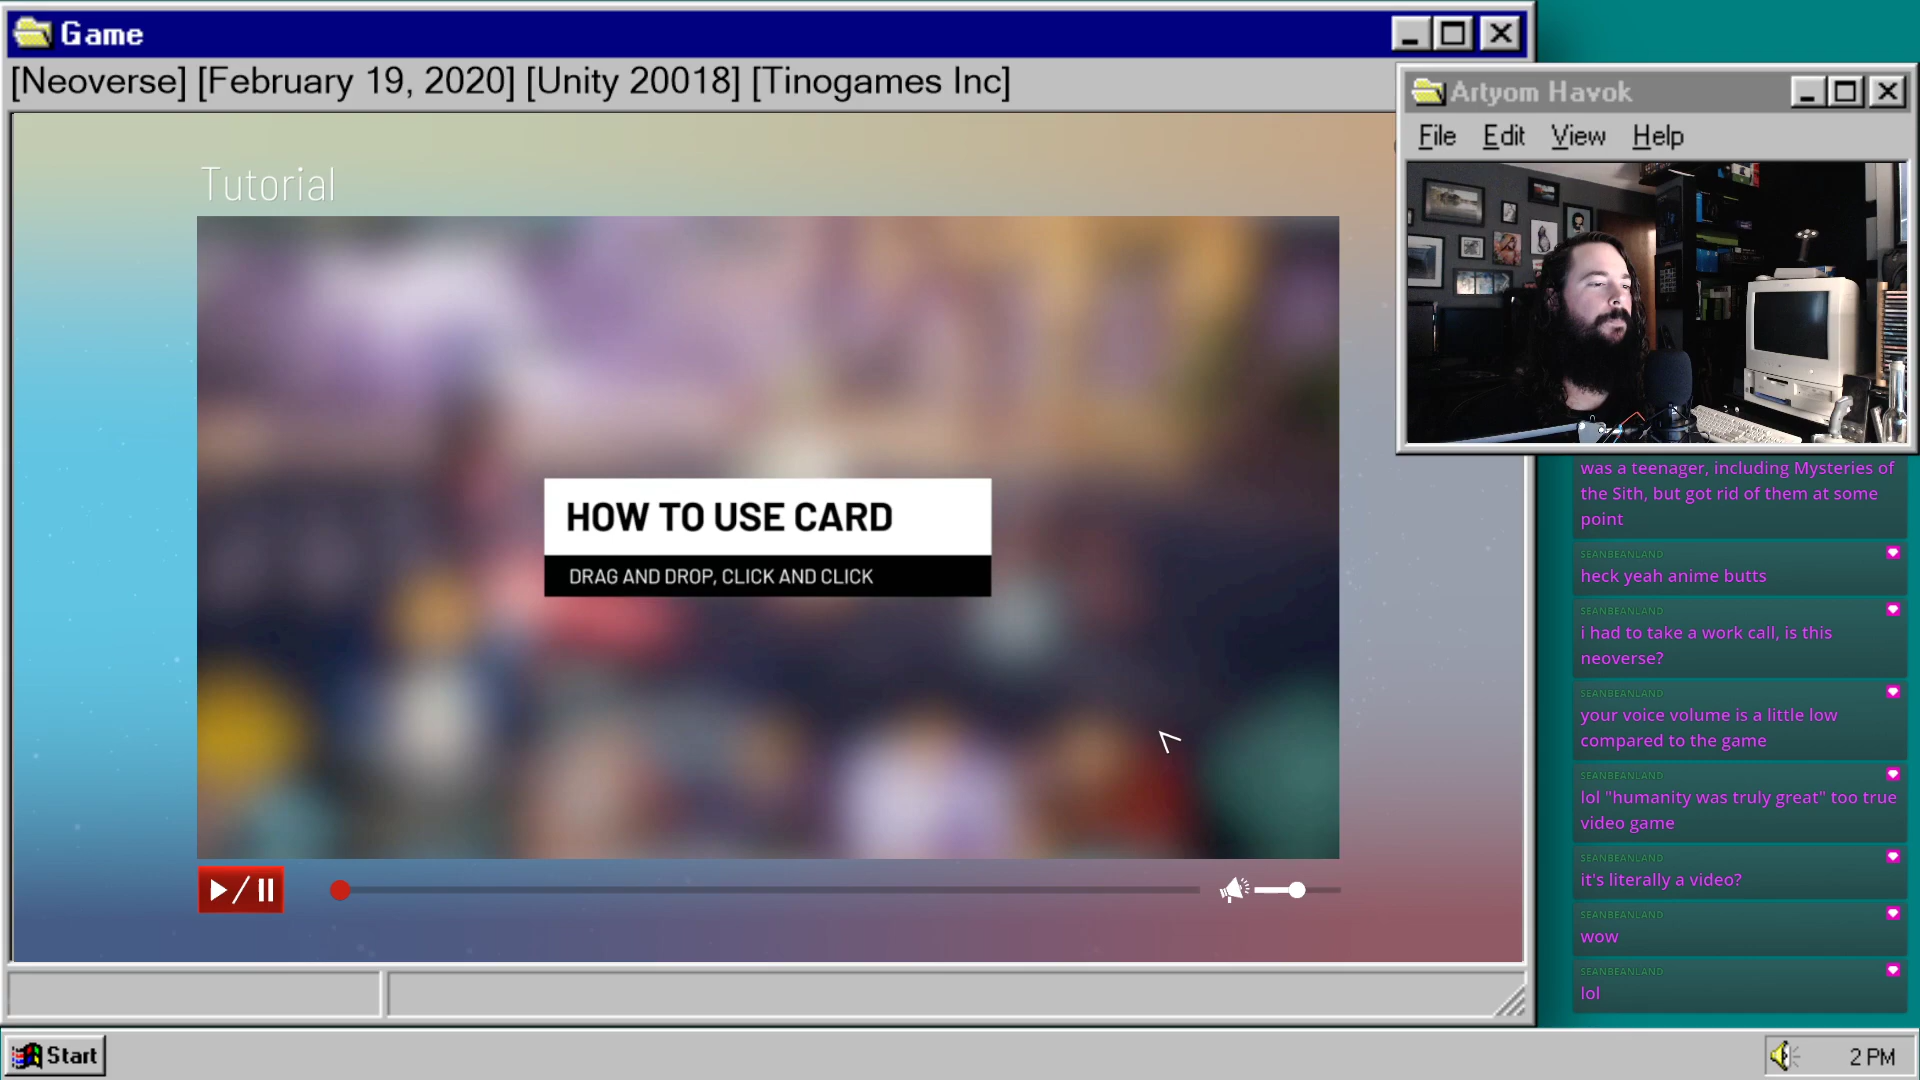 Game
[Neoverse] [February 19, 2020] [Unity 20018] [Tinogames Inc]
Tutorial
HOW TO USE CARD
DRAG AND DROP, CLICK AND CLICK
Artyom Havok
File Edit View Help
was a teenager, including Mysteries of
the Sith, but got rid of them at some
point
SEANBEANLAND
heck yeah anime butts
SEANBEANLAND
i had to take a work call, is this
neoverse?
SEANBEANLAND
your voice volume is a little low
compared to the game
SEANBEANLAND
lol "humanity was truly great" too true
video game
SEANBEANLAND
it's literally a video?
SEANBEANLAND
wow
SEANBEANLAND
lol
Start
2 PM